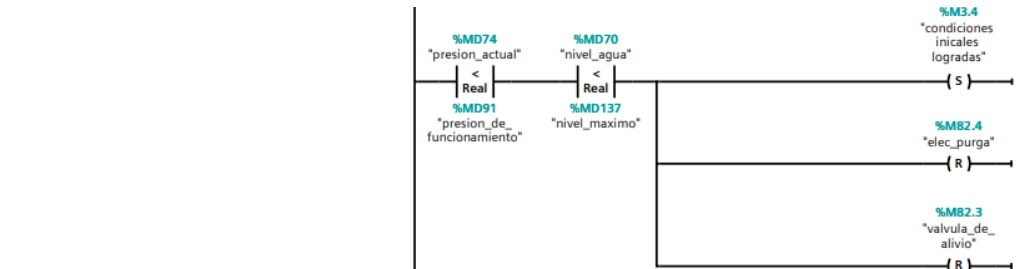 %M3.4
"condiciones
inicales
logradas"
%MD74
"presion_actual"
%MD70
"nivel_agua"
<
Real
<
Real
S
%MD91
"presion_de_
funcionamiento"
%MD137
"nivel_maximo"
%M82.4
"elec_purga"
R
%M82.3
"valvula_de_
alivio"
R